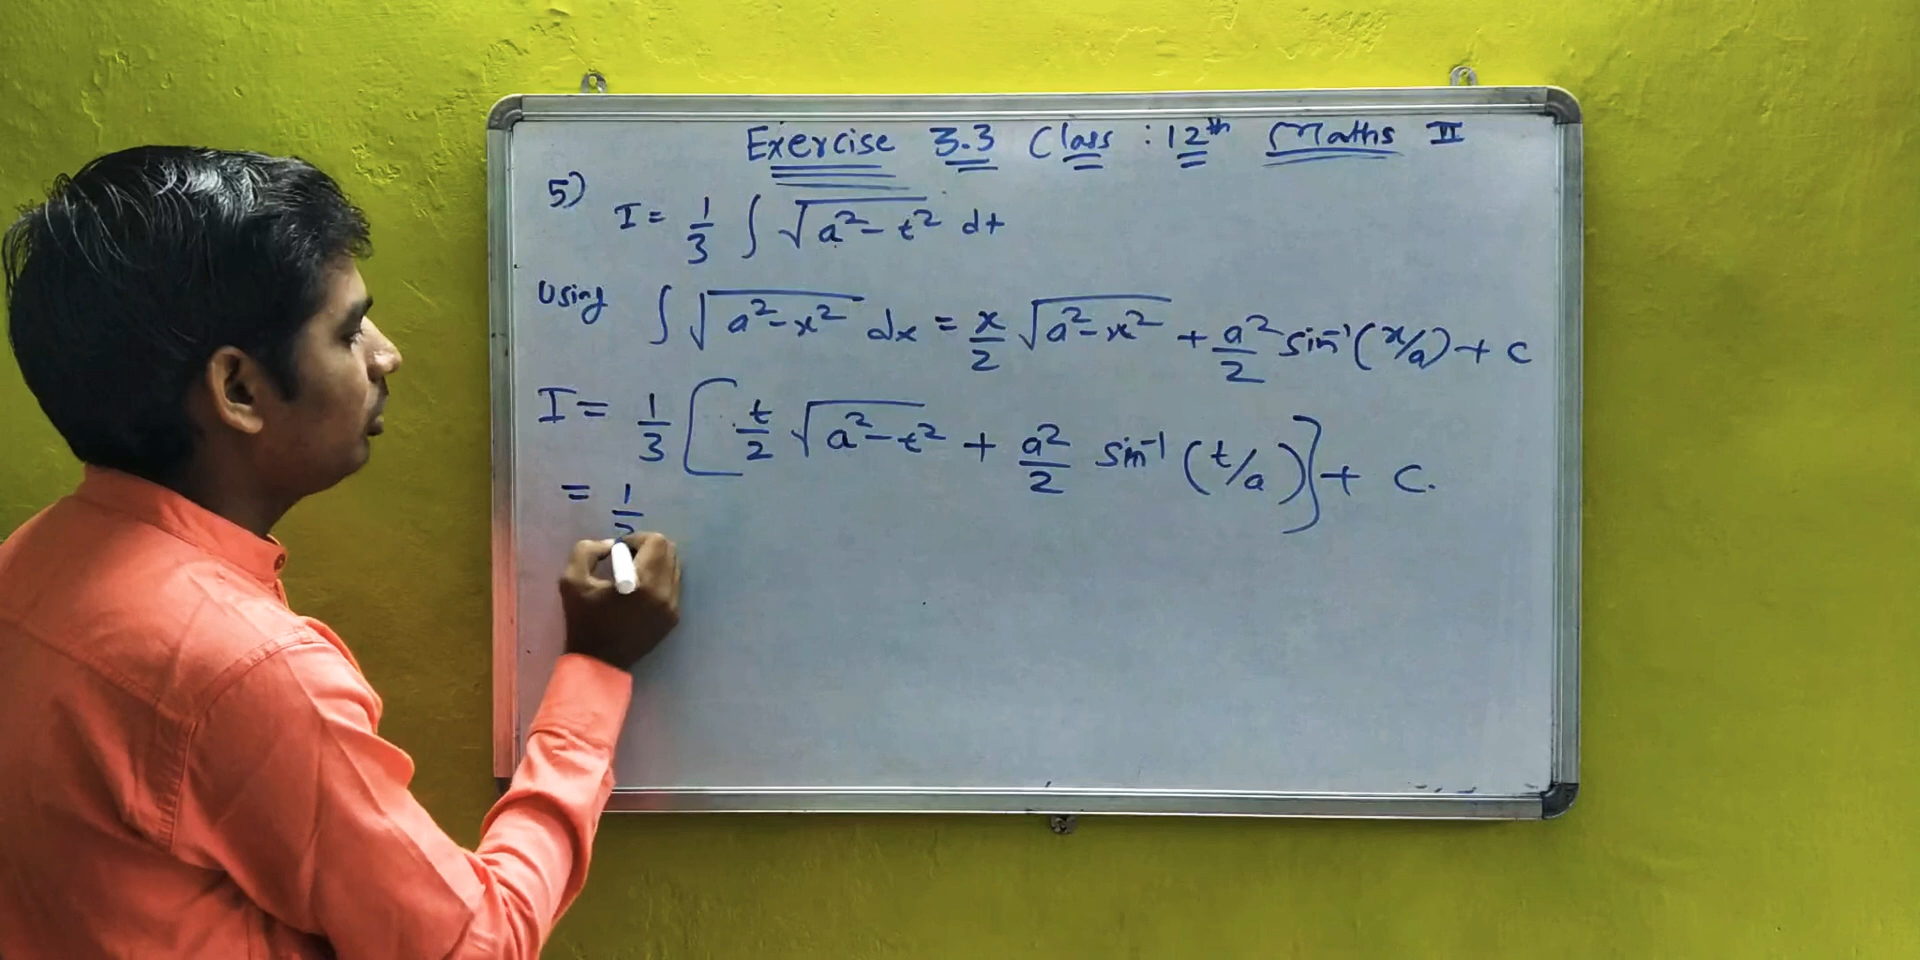 Exercise 3.3 Class : 12th Maths II
5)
I = 1/3 ∫ √(a² - t²) dt
Using ∫ √(a² - x²) dx = x/2 √(a² - x²) + a²/2 sin⁻¹(x/a) + c
I = 1/3 [ t/2 √(a² - t²) + a²/2 sin⁻¹ (t/a) ] + c.
= 1/